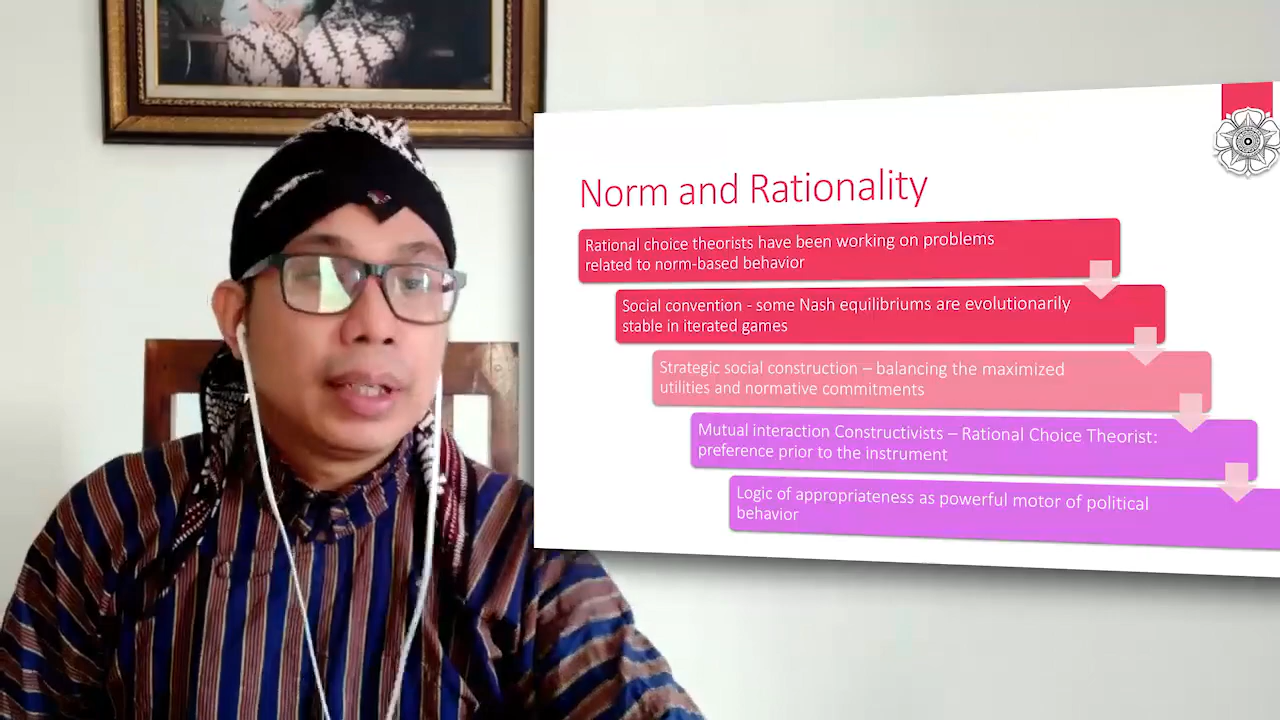 Norm and Rationality
Rational choice theorists have been working on problems
related to norm-based behavior
Social convention - some Nash equilibriums are evolutionarily
stable in iterated games
Strategic social construction – balancing the maximized
utilities and normative commitments
Mutual interaction Constructivists – Rational Choice Theorist:
preference prior to the instrument
Logic of appropriateness as powerful motor of political
behavior